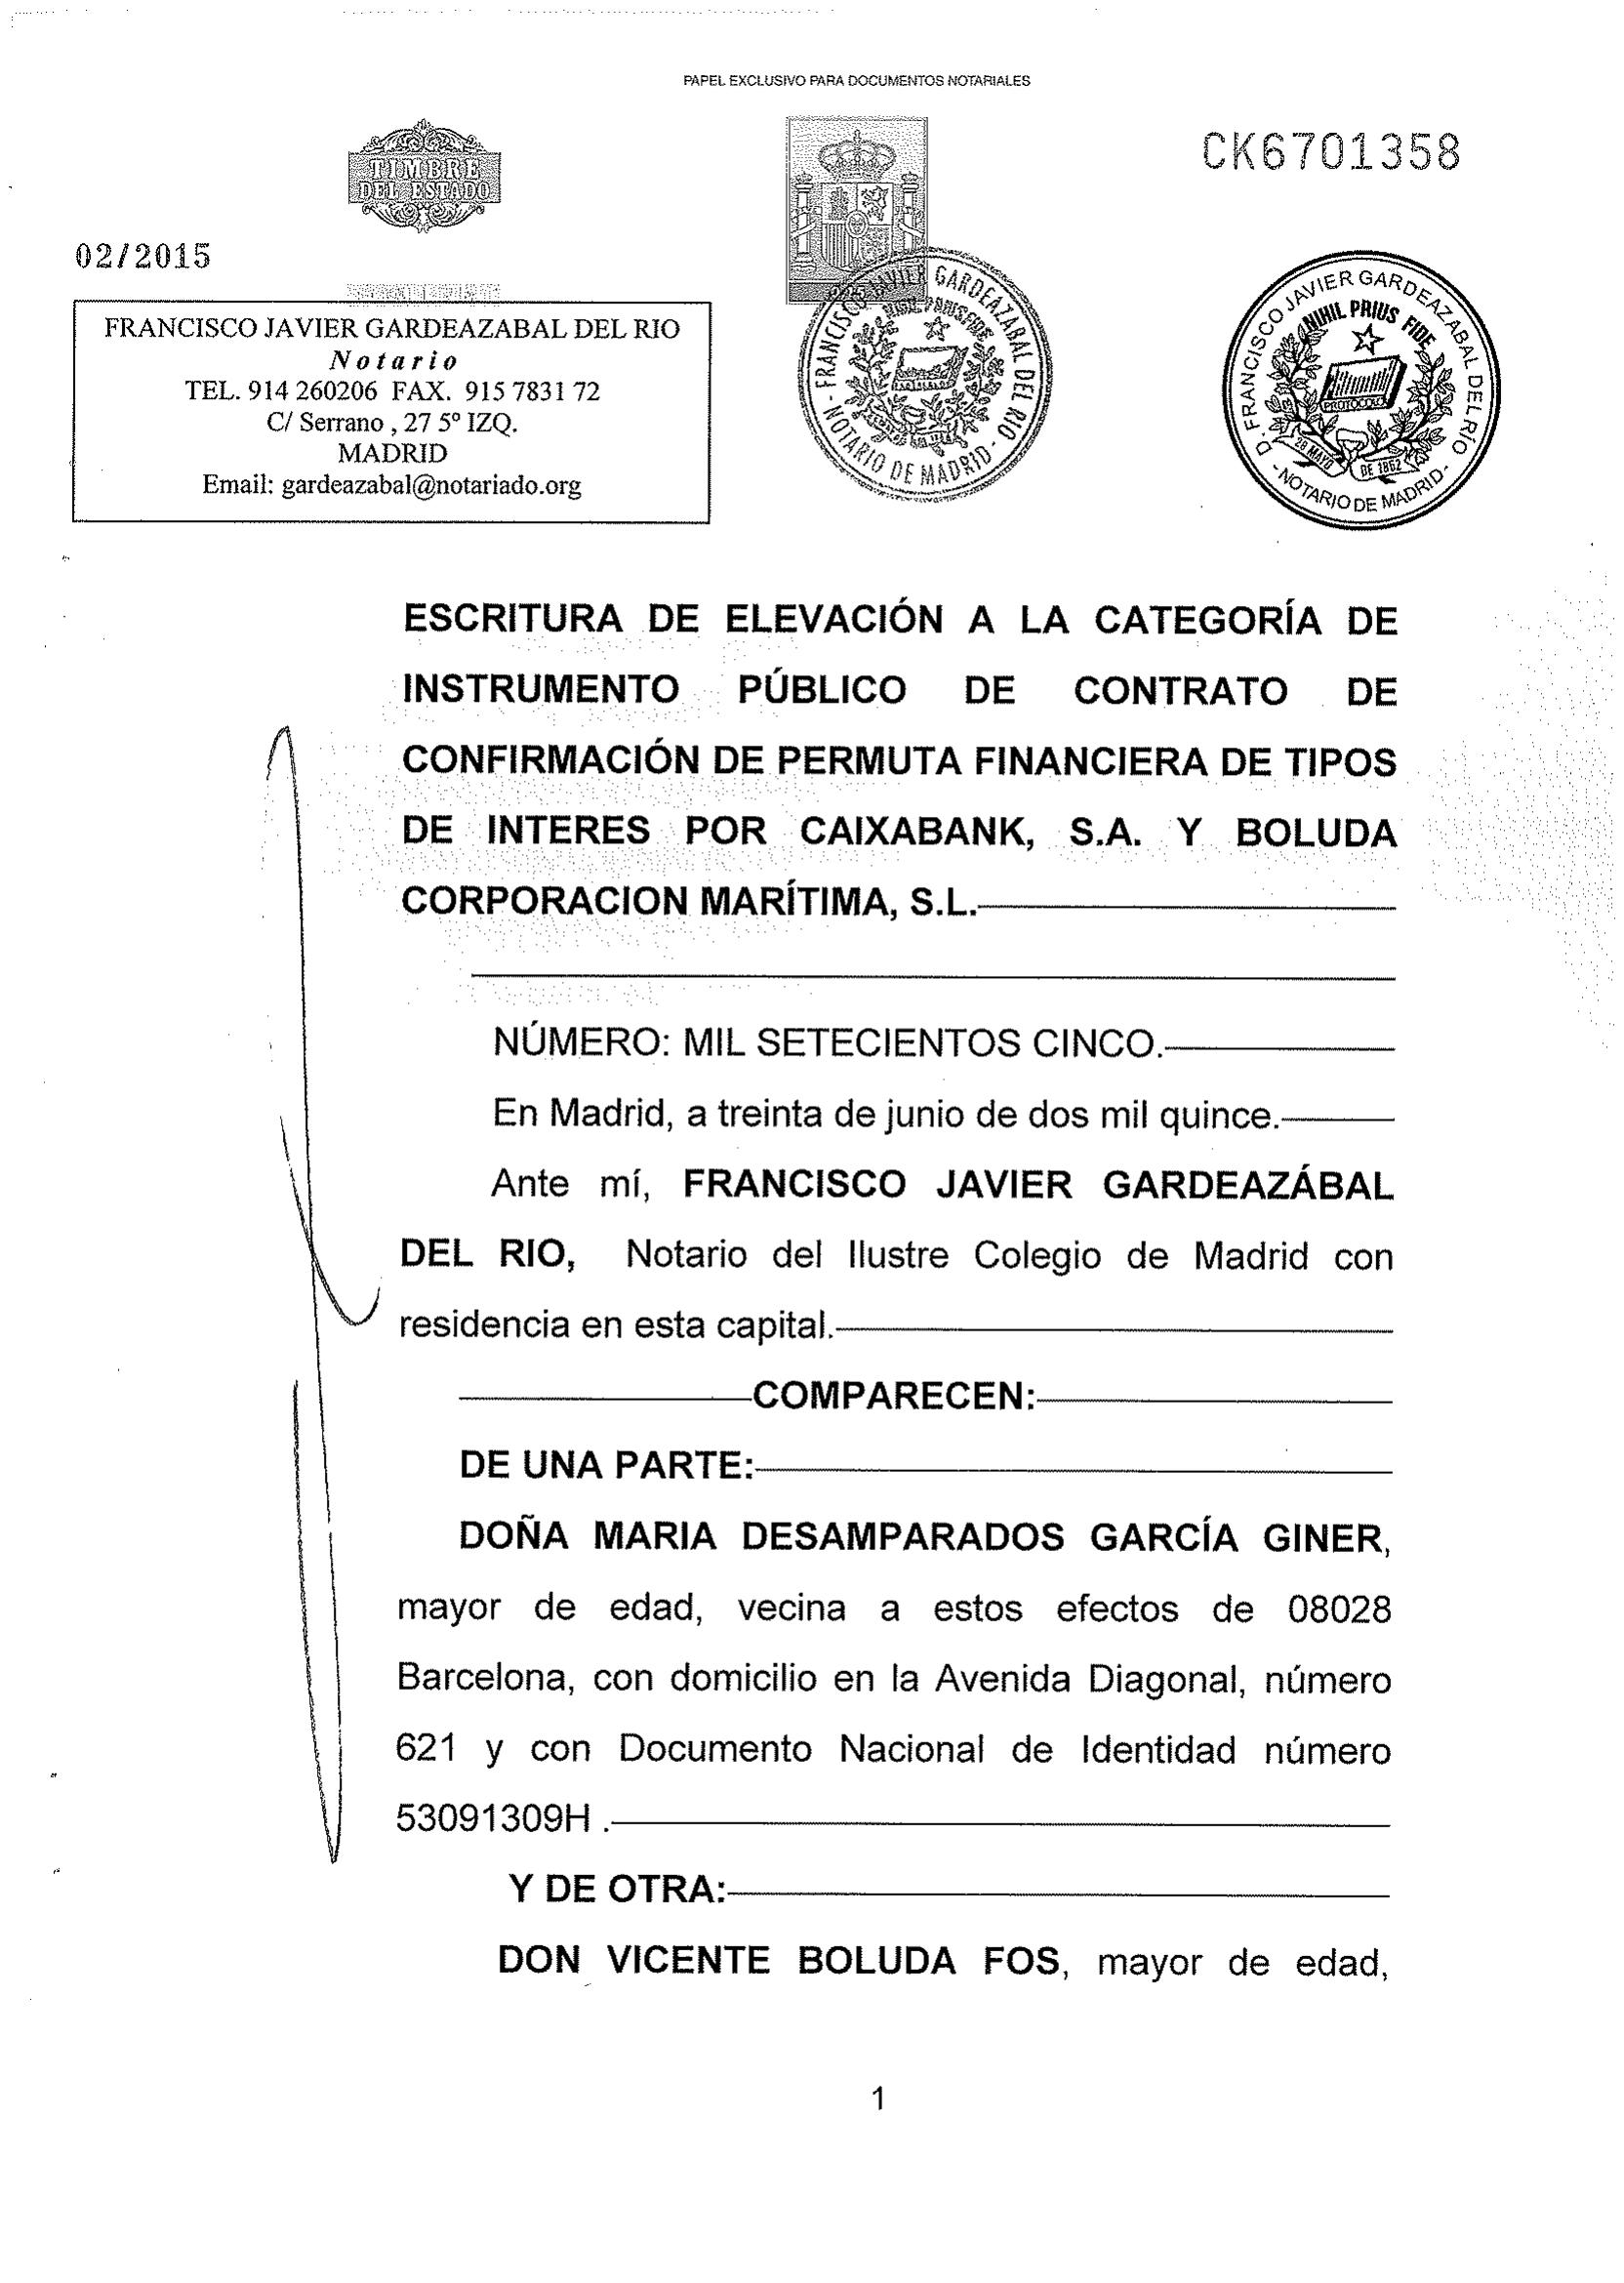 PAPEL EXCLUSIVO PARA DOCUMENTOS NOTARIALES
TIMBRE
DEL ESTADO
CK6701358
02/2015
FRANCISCO JAVIER GARDEAZABAL DEL RIO
Notario
TEL. 914 260206 FAX. 915 7831 72
C/ Serrano , 27 5º IZQ.
MADRID
Email: gardeazabal@notariado.org
FRANCISCO JAVIER GARDEAZABAL DEL RIO
- NOTARIO DE MADRID -
D. FRANCISCO JAVIER GARDEAZABAL DEL RÍO
NIHIL PRIUS FIDE
PROTOCOLO
28 MAYO
DE 1862
- NOTARIO DE MADRID -
ESCRITURA DE ELEVACIÓN A LA CATEGORÍA DE
INSTRUMENTO PÚBLICO DE CONTRATO DE
CONFIRMACIÓN DE PERMUTA FINANCIERA DE TIPOS
DE INTERES POR CAIXABANK, S.A. Y BOLUDA
CORPORACION MARÍTIMA, S.L.
NÚMERO: MIL SETECIENTOS CINCO.
En Madrid, a treinta de junio de dos mil quince.
Ante mí, FRANCISCO JAVIER GARDEAZÁBAL
DEL RIO, Notario del Ilustre Colegio de Madrid con
residencia en esta capital.
COMPARECEN:
DE UNA PARTE:
DOÑA MARIA DESAMPARADOS GARCÍA GINER,
mayor de edad, vecina a estos efectos de 08028
Barcelona, con domicilio en la Avenida Diagonal, número
621 y con Documento Nacional de Identidad número
53091309H .
Y DE OTRA:
DON VICENTE BOLUDA FOS, mayor de edad,
1